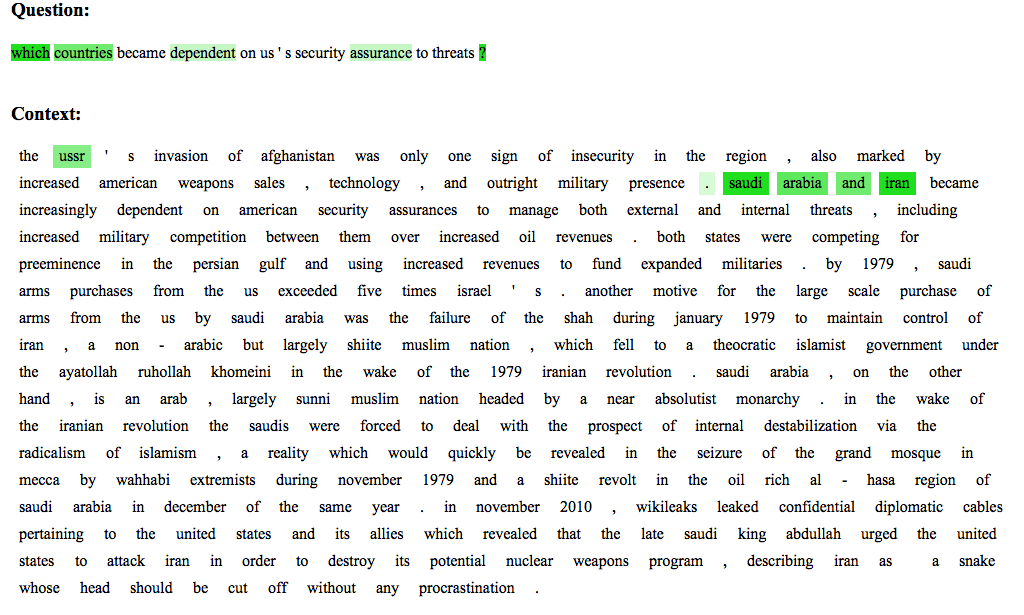 Question:
which countries became dependent on us ' s security assurance to threats ?
Context:
the ussr ' s invasion of afghanistan was only one sign of insecurity in the region , also marked by
increased american weapons sales , technology , and outright military presence . saudi arabia and iran became
increasingly dependent on american security assurances to manage both external and internal threats , including
increased military competition between them over increased oil revenues . both states were competing for
preeminence in the persian gulf and using increased revenues to fund expanded militaries . by 1979 , saudi
arms purchases from the us exceeded five times israel ' s . another motive for the large scale purchase of
arms from the us by saudi arabia was the failure of the shah during january 1979 to maintain control of
iran , a non - arabic but largely shiite muslim nation , which fell to a theocratic islamist government under
the ayatollah ruhollah khomeini in the wake of the 1979 iranian revolution . saudi arabia , on the other
hand , is an arab , largely sunni muslim nation headed by a near absolutist monarchy . in the wake of
the iranian revolution the saudis were forced to deal with the prospect of internal destabilization via the
radicalism of islamism , a reality which would quickly be revealed in the seizure of the grand mosque in
mecca by wahhabi extremists during november 1979 and a shiite revolt in the oil rich al - hasa region of
saudi arabia in december of the same year . in november 2010 , wikileaks leaked confidential diplomatic cables
pertaining to the united states and its allies which revealed that the late saudi king abdullah urged the united
states to attack iran in order to destroy its potential nuclear weapons program , describing iran as a snake
whose head should be cut off without any procrastination .